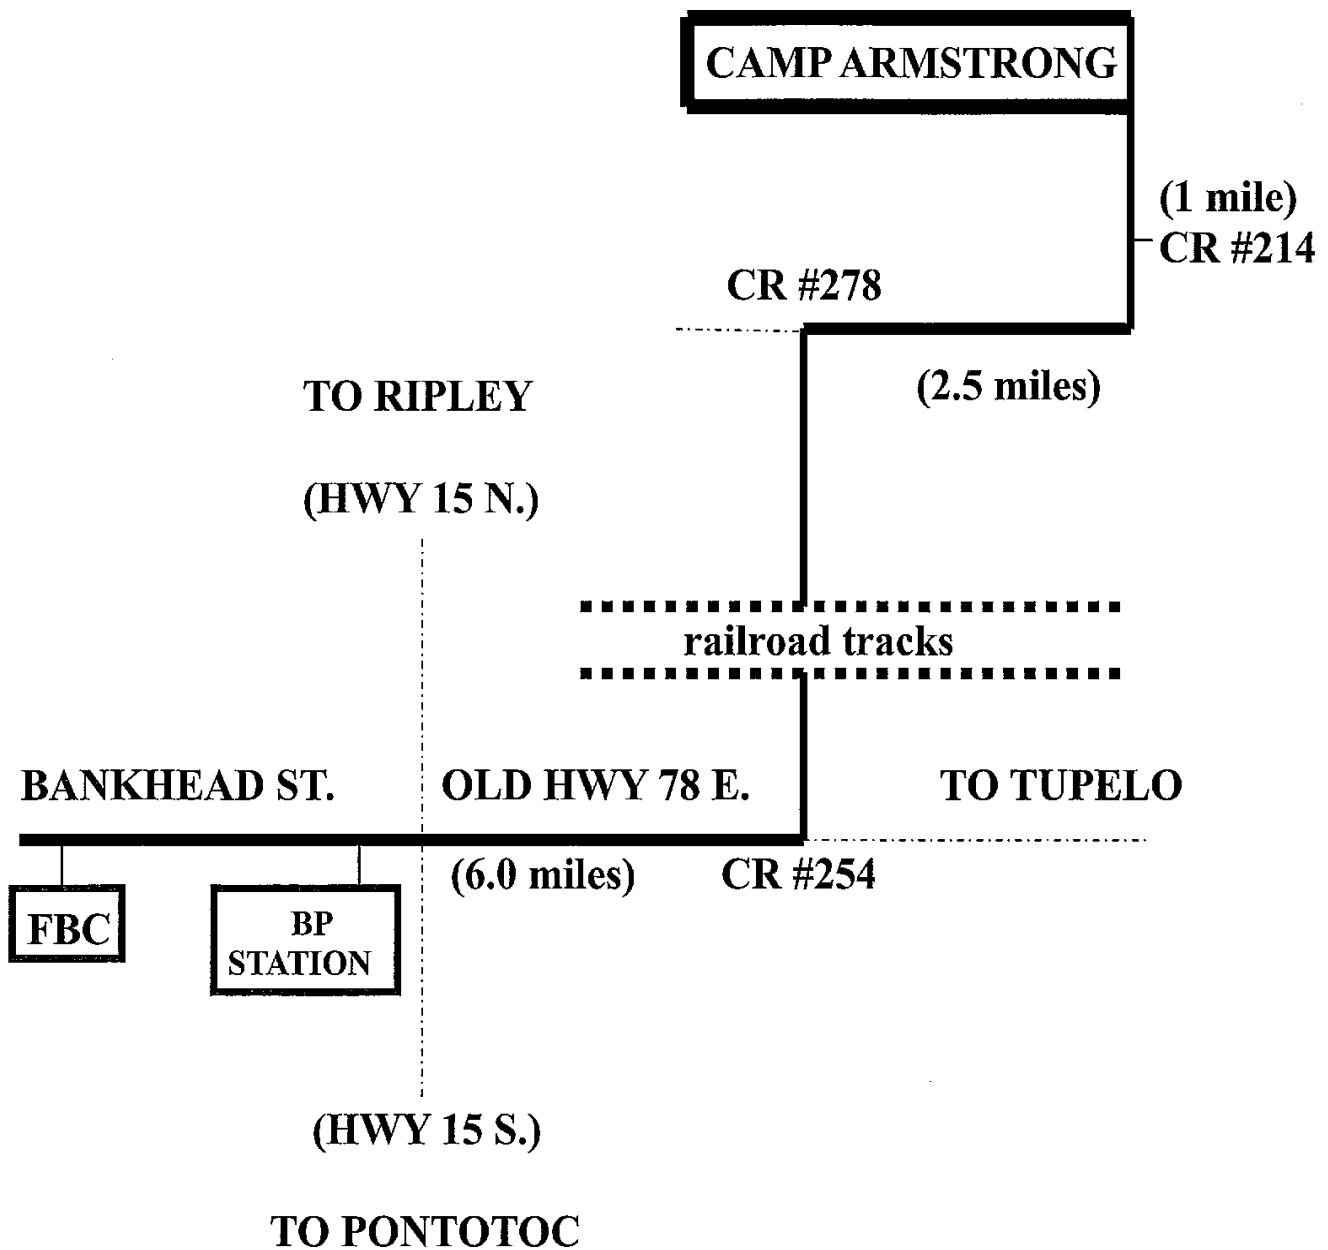 CAMP ARMSTRONG
(1 mile)
CR #214
CR #278
(2.5 miles)
TO RIPLEY
(HWY 15 N.)
railroad tracks
BANKHEAD ST.
OLD HWY 78 E.
TO TUPELO
(6.0 miles)
CR #254
FBC
BP
STATION
(HWY 15 S.)
TO PONTOTOC